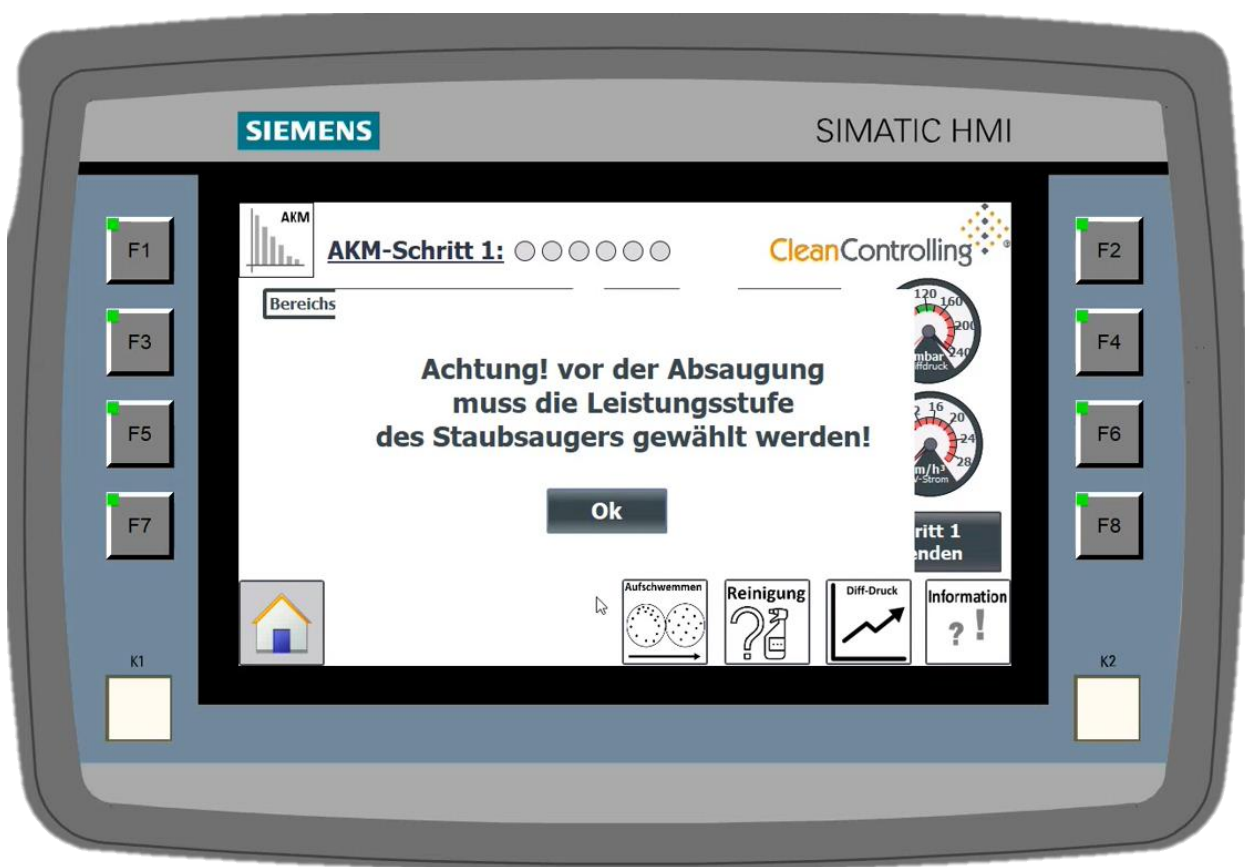 SIEMENS
SIMATIC HMI
F1
F2
F3
F4
F5
F6
F7
F8
K1
K2
AKM
AKM-Schritt 1:
CleanControlling
Bereichs
Achtung! vor der Absaugung
muss die Leistungsstufe
des Staubsaugers gewählt werden!
Ok
120
160
200
240
mbar
16
20
24
28
m/h³
V-Strom
ritt 1
enden
Aufschwemmen
Reinigung
Diff-Druck
Information
? !